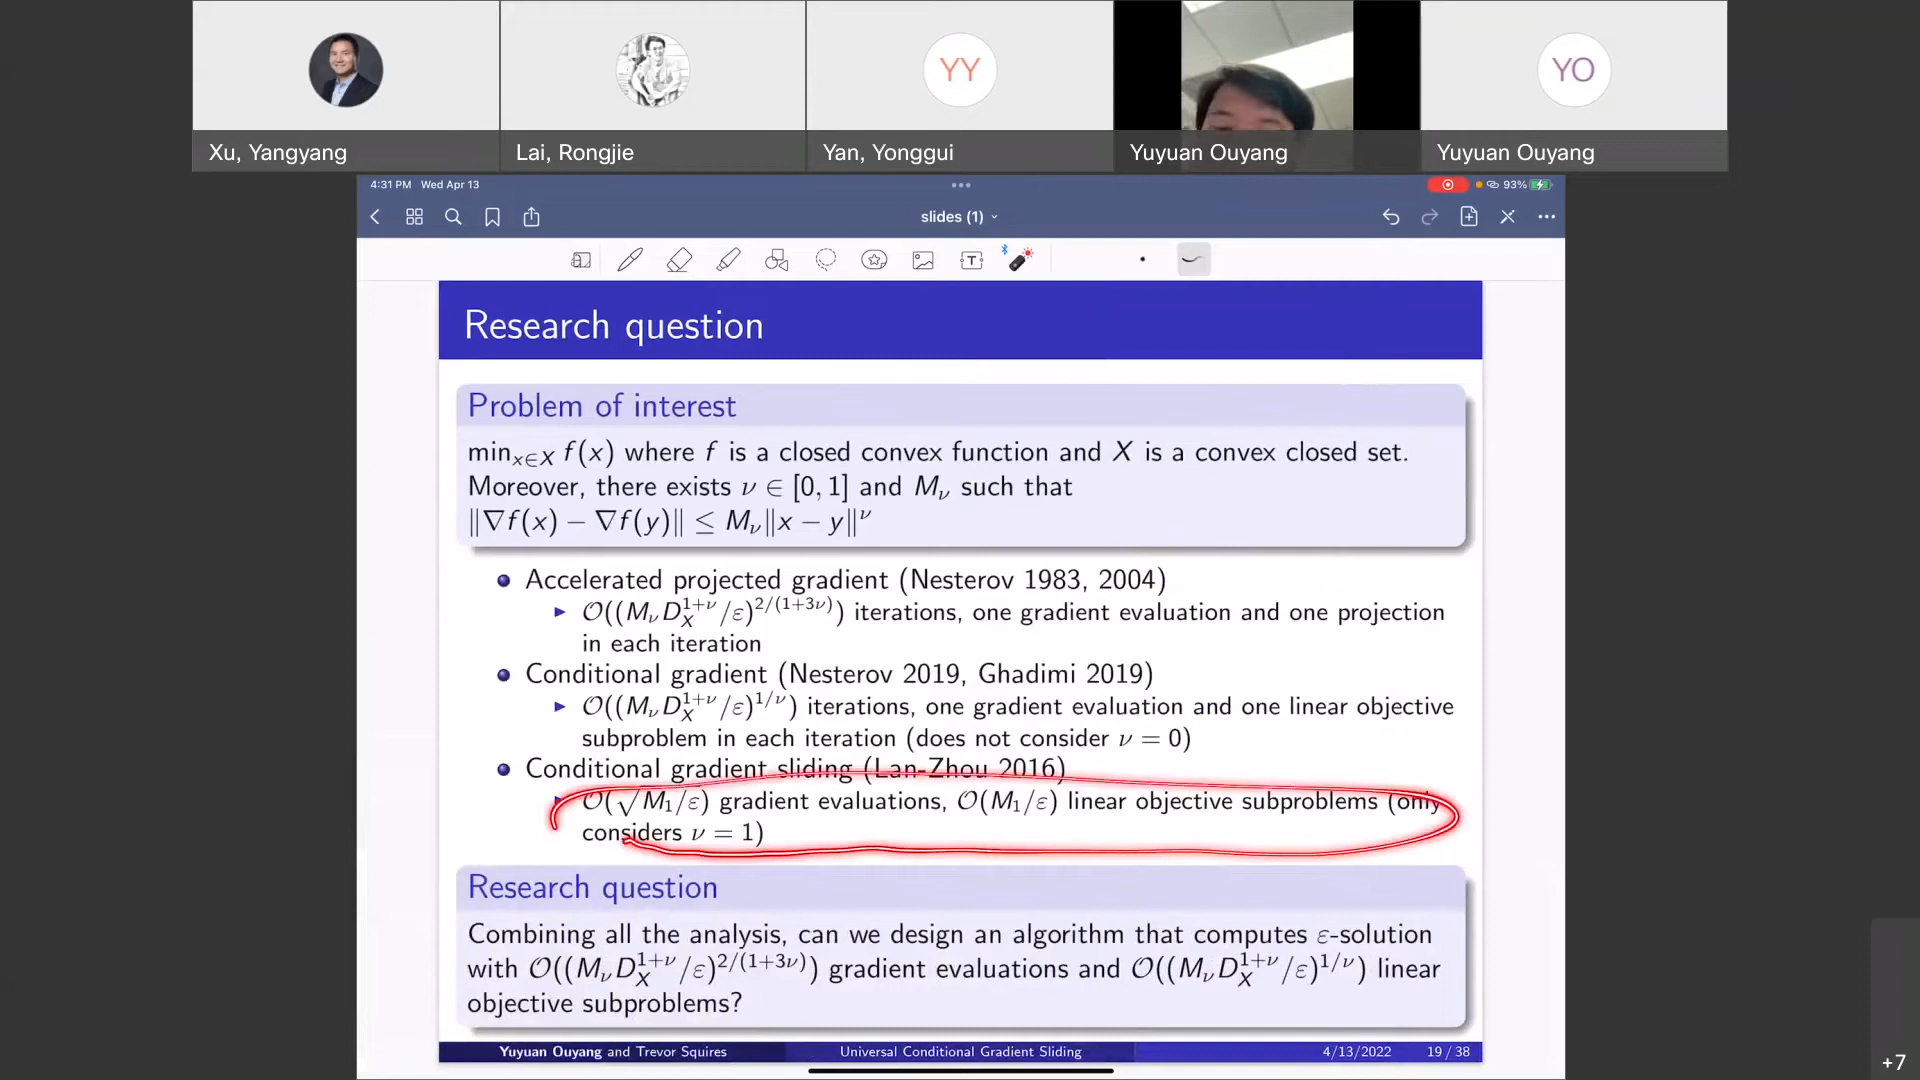 YY
YO
Xu, Yangyang
Lai, Rongjie
Yan, Yonggui
Yuyuan Ouyang
Yuyuan Ouyang
4:31 PM Wed Apr 13
93%
slides (1)
T
Research question
Problem of interest
min_{x∈X} f(x) where f is a closed convex function and X is a convex closed set.
Moreover, there exists ν ∈ [0, 1] and M_ν such that
‖∇f(x) − ∇f(y)‖ ≤ M_ν‖x − y‖^ν
Accelerated projected gradient (Nesterov 1983, 2004)
O((M_ν D_X^{1+ν}/ε)^{2/(1+3ν)}) iterations, one gradient evaluation and one projection
in each iteration
Conditional gradient (Nesterov 2019, Ghadimi 2019)
O((M_ν D_X^{1+ν}/ε)^{1/ν}) iterations, one gradient evaluation and one linear objective
subproblem in each iteration (does not consider ν = 0)
Conditional gradient sliding (Lan-Zhou 2016)
O(√M_1/ε) gradient evaluations, O(M_1/ε) linear objective subproblems (only
considers ν = 1)
Research question
Combining all the analysis, can we design an algorithm that computes ε-solution
with O((M_ν D_X^{1+ν}/ε)^{2/(1+3ν)}) gradient evaluations and O((M_ν D_X^{1+ν}/ε)^{1/ν}) linear
objective subproblems?
Yuyuan Ouyang and Trevor Squires
Universal Conditional Gradient Sliding
4/13/2022
19 / 38
+7